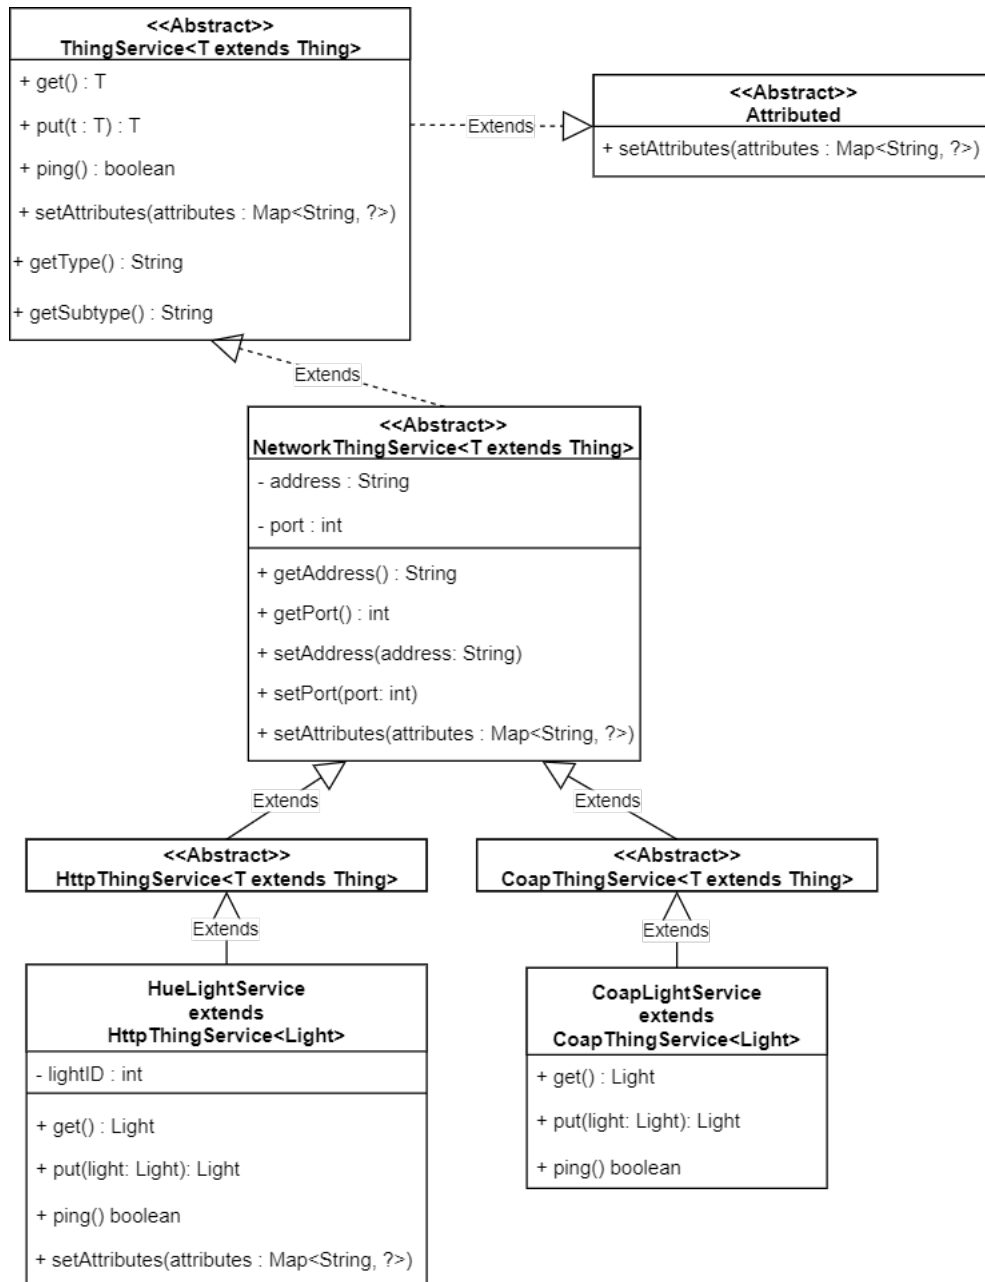 <<Abstract>>
ThingService<T extends Thing>
+ get() : T
+ put(t : T) : T
+ ping() : boolean
+ setAttributes(attributes : Map<String, ?>)
+ getType() : String
+ getSubtype() : String
Extends
<<Abstract>>
Attributed
+ setAttributes(attributes : Map<String, ?>)
Extends
<<Abstract>>
NetworkThingService<T extends Thing>
- address : String
- port : int
+ getAddress() : String
+ getPort() : int
+ setAddress(address: String)
+ setPort(port: int)
+ setAttributes(attributes : Map<String, ?>)
Extends
Extends
<<Abstract>>
HttpThingService<T extends Thing>
<<Abstract>>
CoapThingService<T extends Thing>
Extends
Extends
HueLightService
extends
HttpThingService<Light>
- lightID : int
+ get() : Light
+ put(light: Light): Light
+ ping() boolean
+ setAttributes(attributes : Map<String, ?>)
CoapLightService
extends
CoapThingService<Light>
+ get() : Light
+ put(light: Light): Light
+ ping() boolean